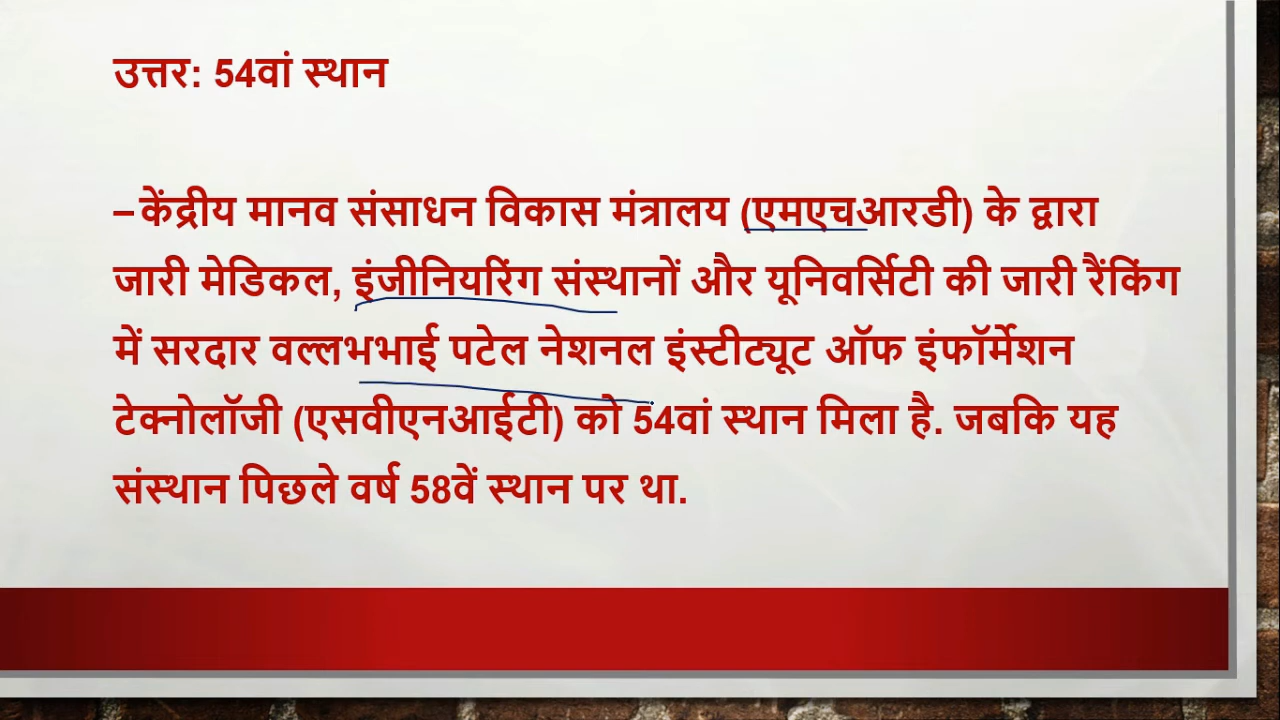 उत्तर: 54वां स्थान
– केंद्रीय मानव संसाधन विकास मंत्रालय (एमएचआरडी) के द्वारा
जारी मेडिकल, इंजीनियरिंग संस्थानों और यूनिवर्सिटी की जारी रैंकिंग
में सरदार वल्लभभाई पटेल नेशनल इंस्टीट्यूट ऑफ इंफॉर्मेशन
टेक्नोलॉजी (एसवीएनआईटी) को 54वां स्थान मिला है. जबकि यह
संस्थान पिछले वर्ष 58वें स्थान पर था.